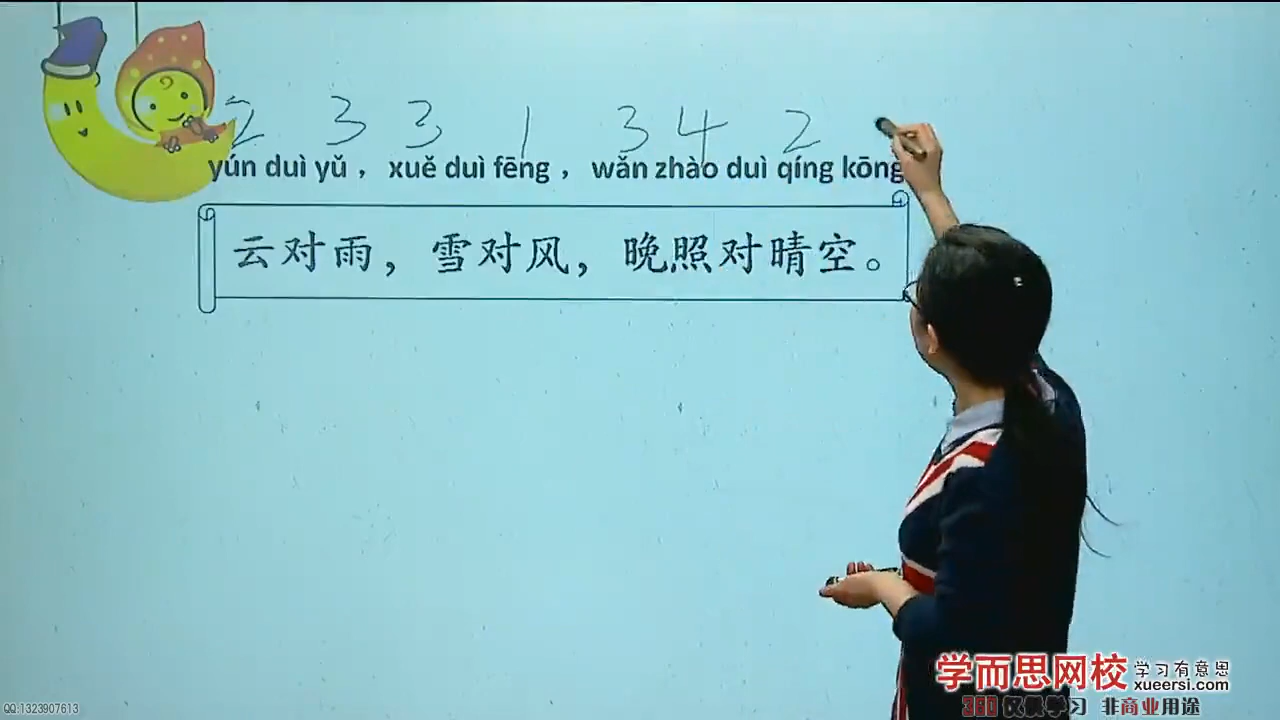 2 3 3 1 3 4 2
yún duì yǔ ， xuě duì fēng ， wǎn zhào duì qíng kōng
云对雨，雪对风，晚照对晴空。
学而思网校 学习有意思
xueersi.com
QQ:1323907613
360 仅供学习 非商业用途